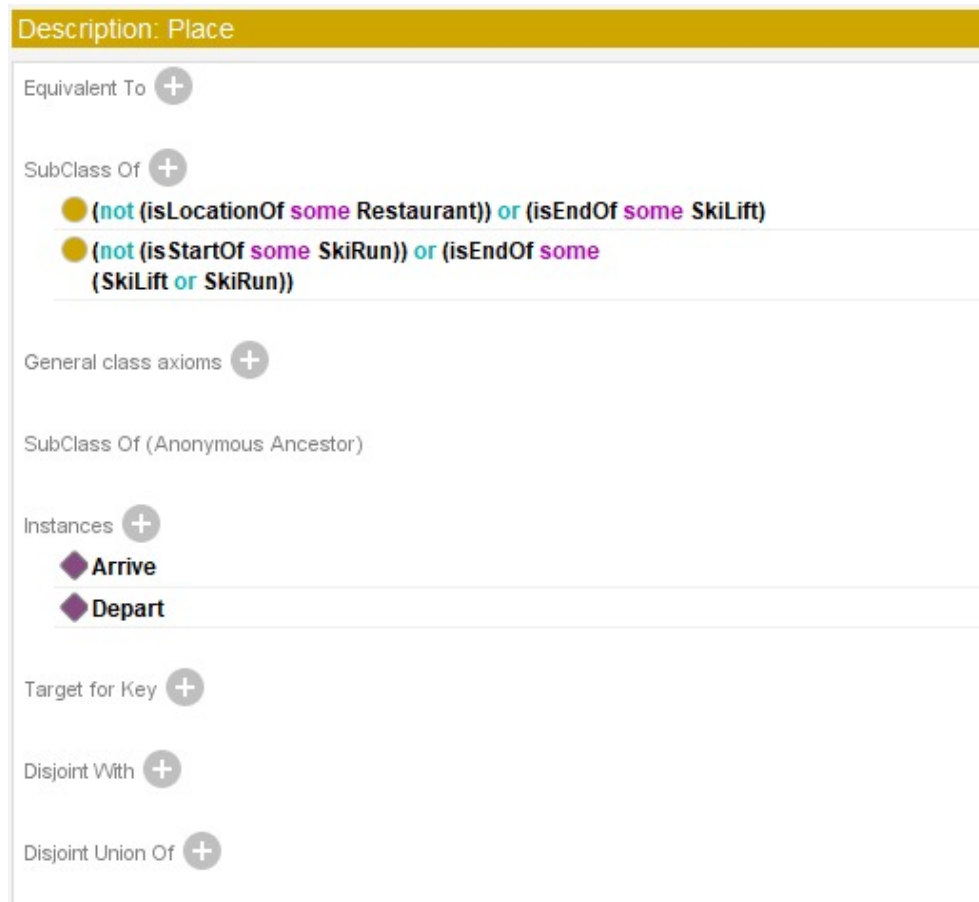 Description: Place
Equivalent To
SubClass Of
(not (isLocationOf some Restaurant)) or (isEndOf some SkiLift)
(not (isStartOf some SkiRun)) or (isEndOf some
(SkiLift or SkiRun))
General class axioms
SubClass Of (Anonymous Ancestor)
Instances
Arrive
Depart
Target for Key
Disjoint With
Disjoint Union Of